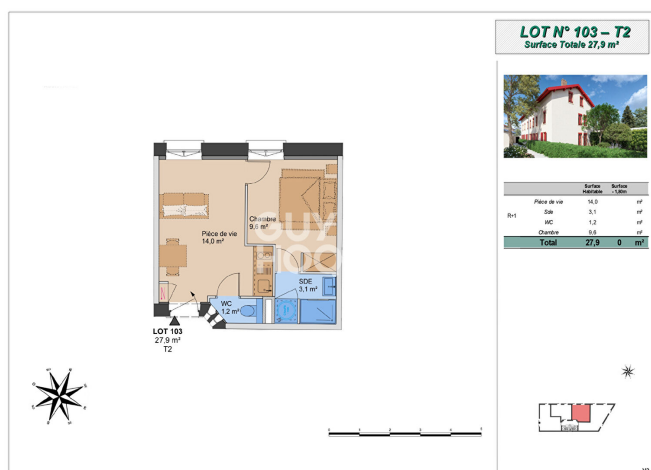 LOT N° 103 – T2
Surface Totale 27,9 m²
Surface Habitable
Surface - 1,80m
R+1
Pièce de vie 14,0 m²
Sde 3,1 m²
WC 1,2 m²
Chambre 9,6 m²
Total 27,9 0 m²
Chambre
9,6 m²
Pièce de vie
14,0 m²
GUY HOQ
SDE
3,1 m²
WC
1,2 m²
LOT 103
27,9 m²
T2